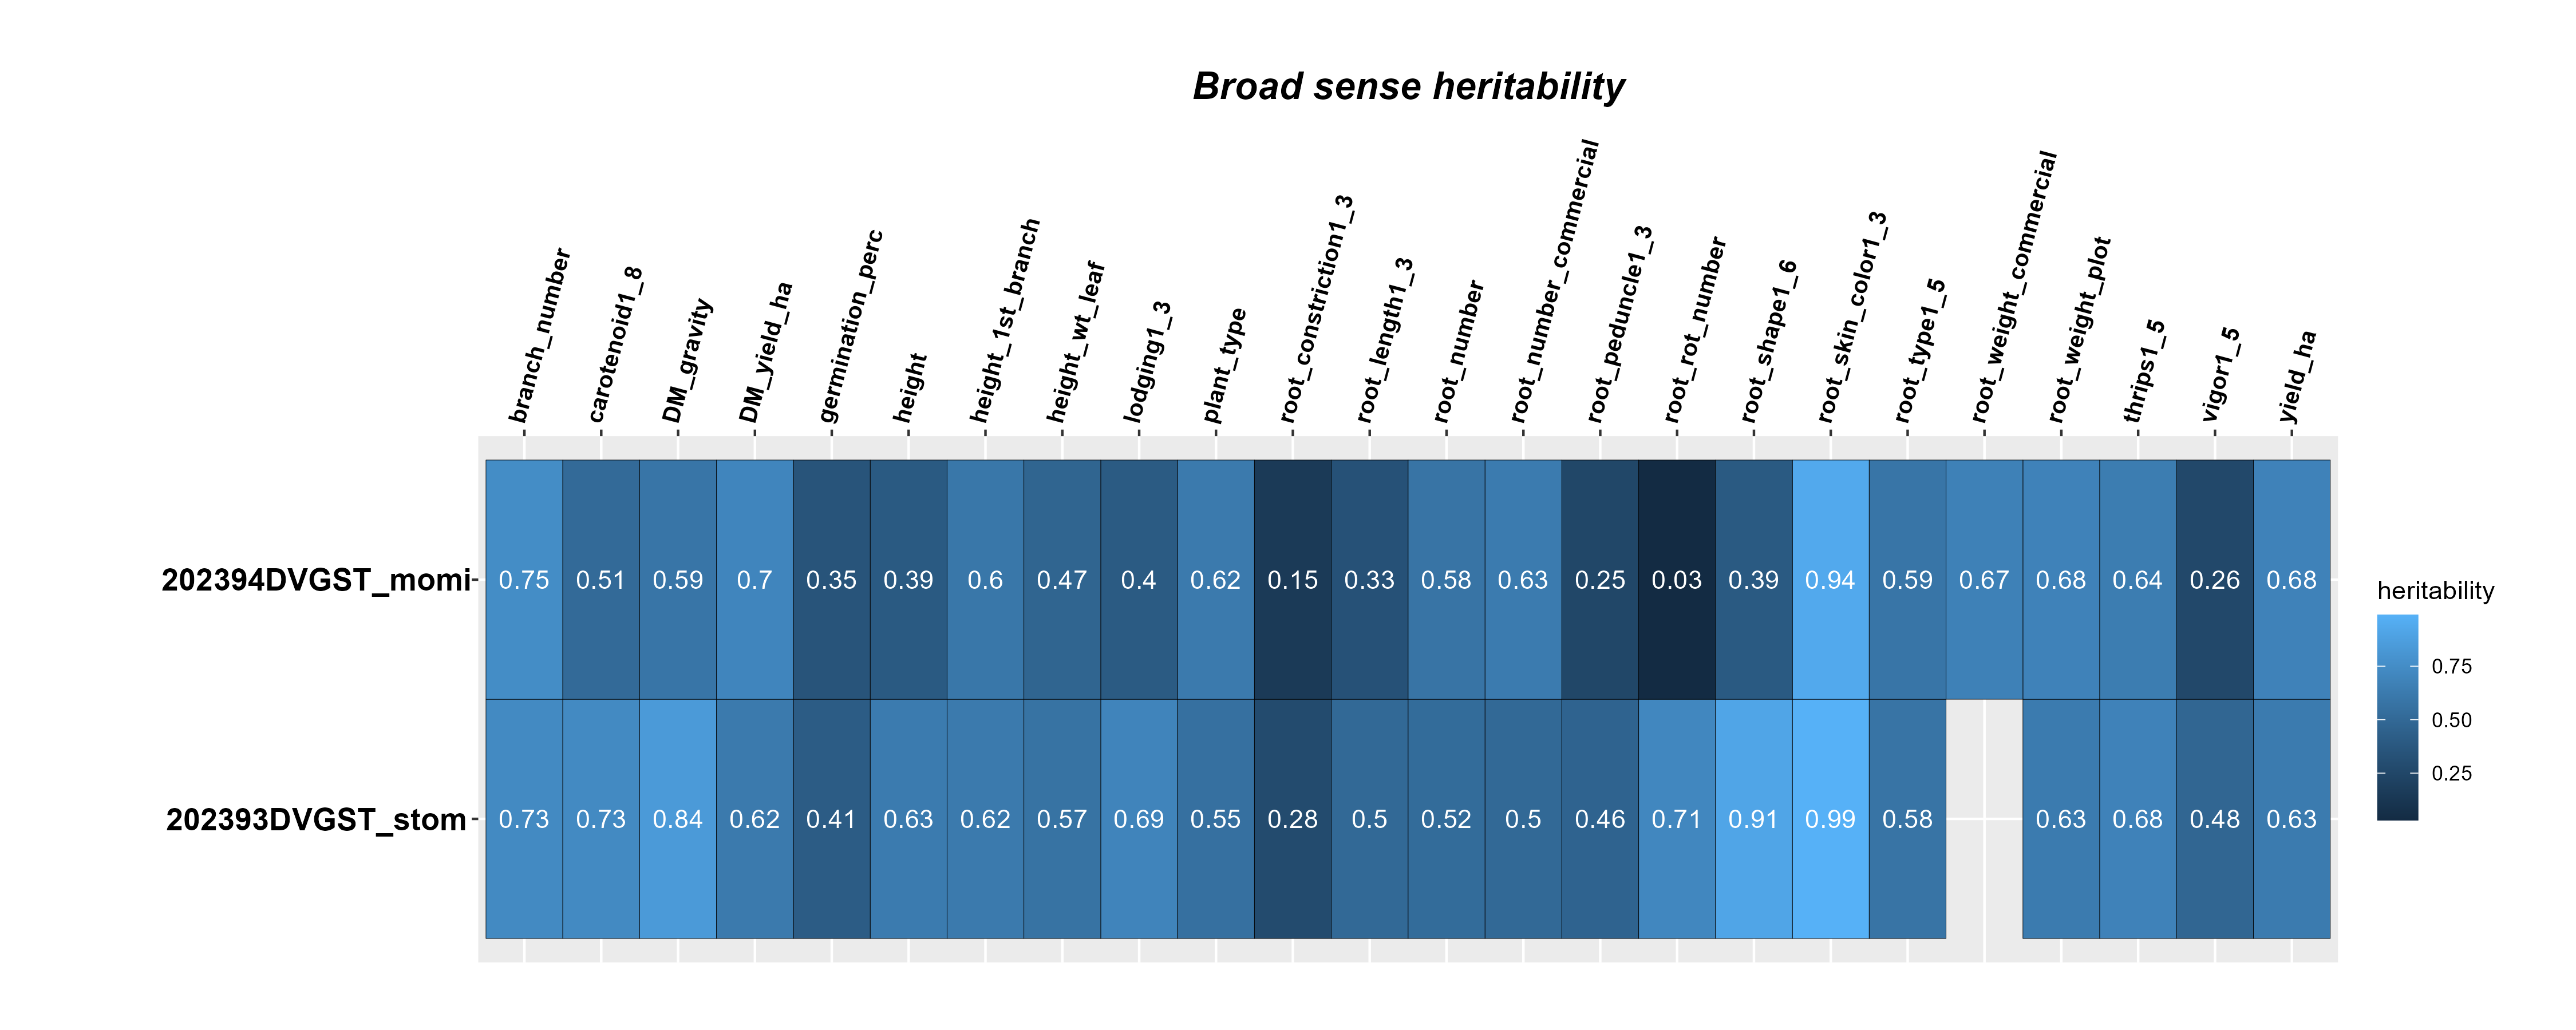 Broad sense heritability
branch_number
carotenoid1_8
DM_gravity
DM_yield_ha
germination_perc
height
height_1st_branch
height_wt_leaf
lodging1_3
plant_type
root_constriction1_3
root_length1_3
root_number
root_number_commercial
root_peduncle1_3
root_rot_number
root_shape1_6
root_skin_color1_3
root_type1_5
root_weight_commercial
root_weight_plot
thrips1_5
vigor1_5
yield_ha
202394DVGST_momi 0.75 0.51 0.59 0.7 0.35 0.39 0.6 0.47 0.4 0.62 0.15 0.33 0.58 0.63 0.25 0.03 0.39 0.94 0.59 0.67 0.68 0.64 0.26 0.68
202393DVGST_stom 0.73 0.73 0.84 0.62 0.41 0.63 0.62 0.57 0.69 0.55 0.28 0.5 0.52 0.5 0.46 0.71 0.91 0.99 0.58 0.63 0.68 0.48 0.63
heritability
0.75
0.50
0.25